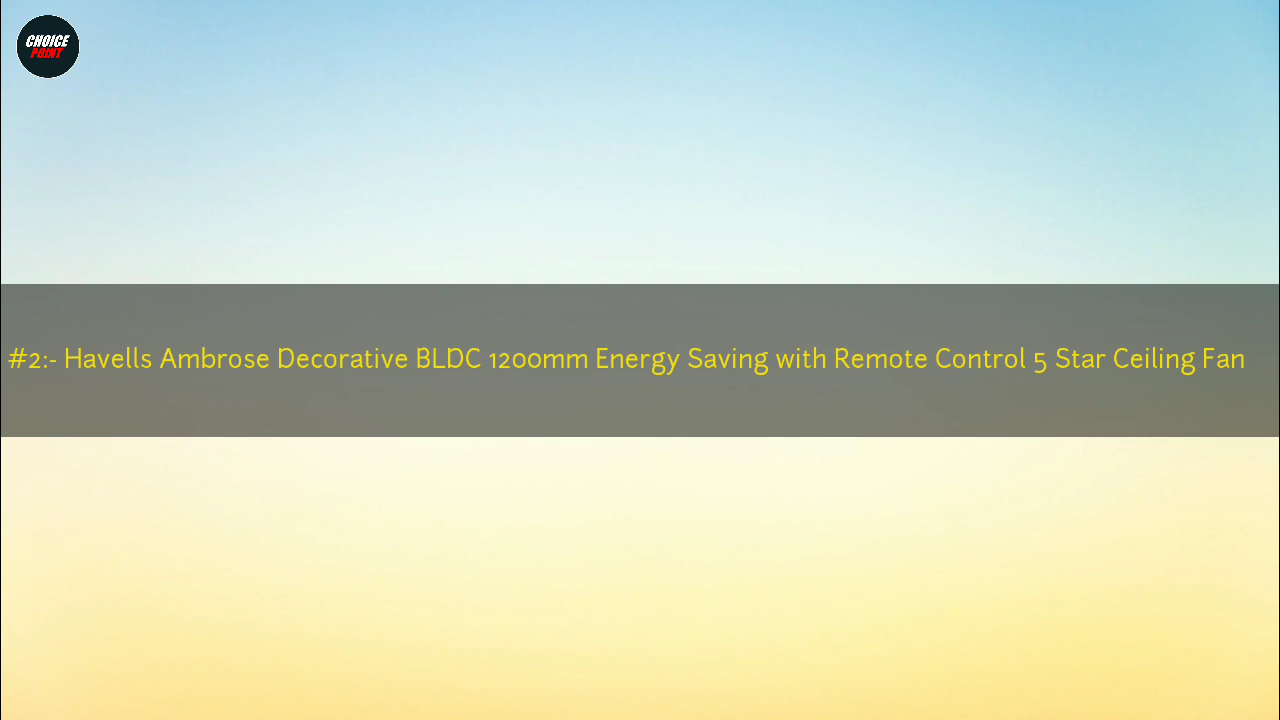 CHOICE
POINT
#2:- Havells Ambrose Decorative BLDC 1200mm Energy Saving with Remote Control 5 Star Ceiling Fan